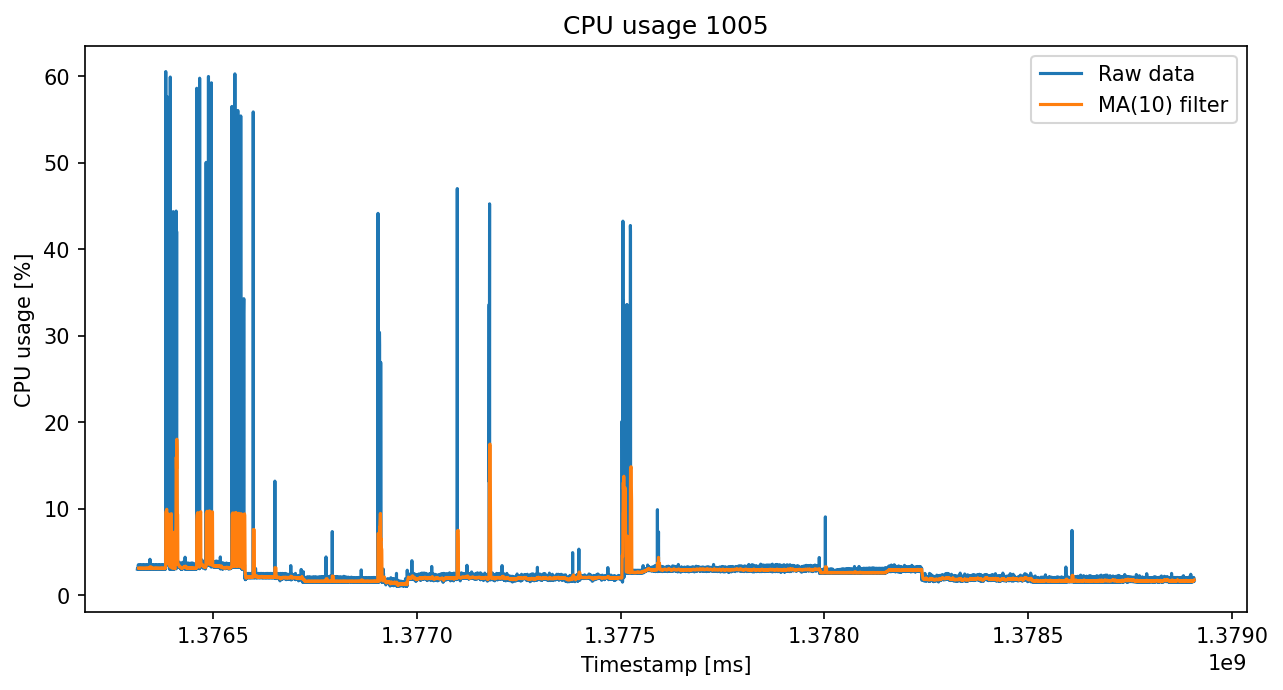 CPU usage 1005
Raw data
MA(10) filter
CPU usage [%]
60
50
40
30
20
10
0
1.3765 1.3770 1.3775 1.3780 1.3785 1.3790
1e9
Timestamp [ms]